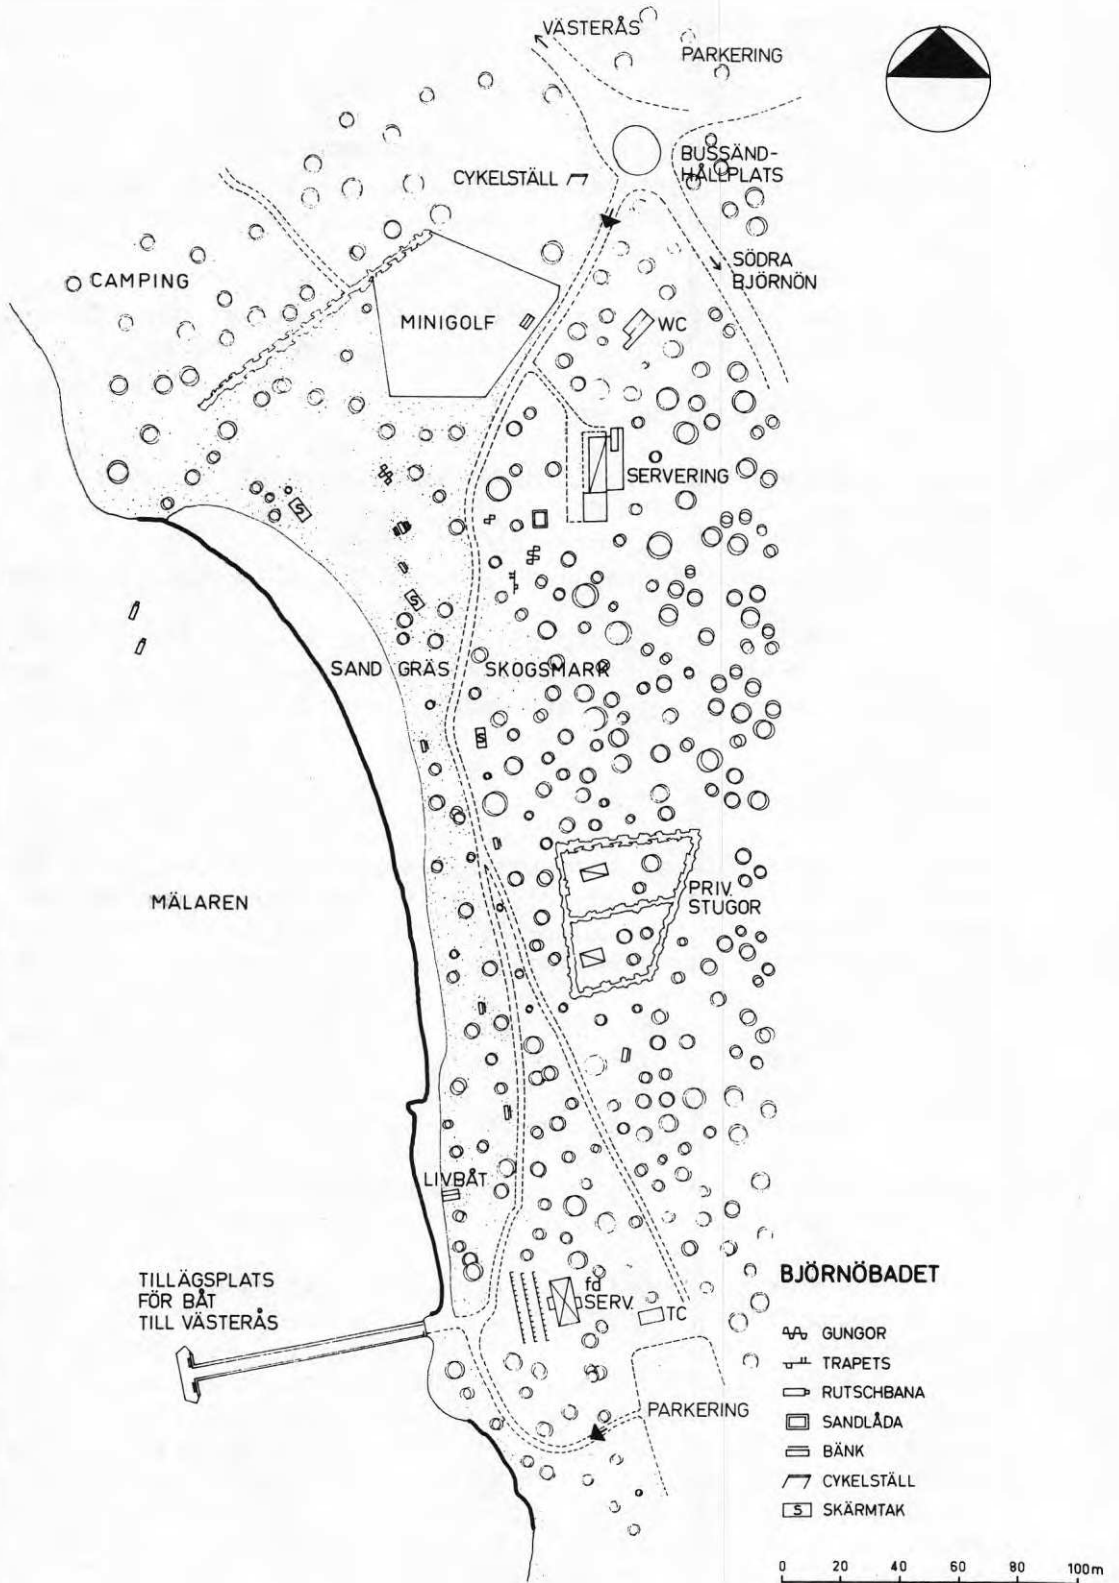 VÄSTERÅS
PARKERING
CYKELSTÄLL
BUSSÄND-
HÅLLPLATS
SÖDRA
BJÖRNÖN
CAMPING
MINIGOLF
WC
SERVERING
S
S
SAND GRÄS SKOGSMARK
S
MÄLAREN
PRIV.
STUGOR
LIVBÅT
TILLÄGSPLATS
FÖR BÅT
TILL VÄSTERÅS
fd
SERV.
TC
PARKERING
BJÖRNÖBADET
GUNGOR
TRAPETS
RUTSCHBANA
SANDLÅDA
BÄNK
CYKELSTÄLL
S SKÄRMTAK
0 20 40 60 80 100m